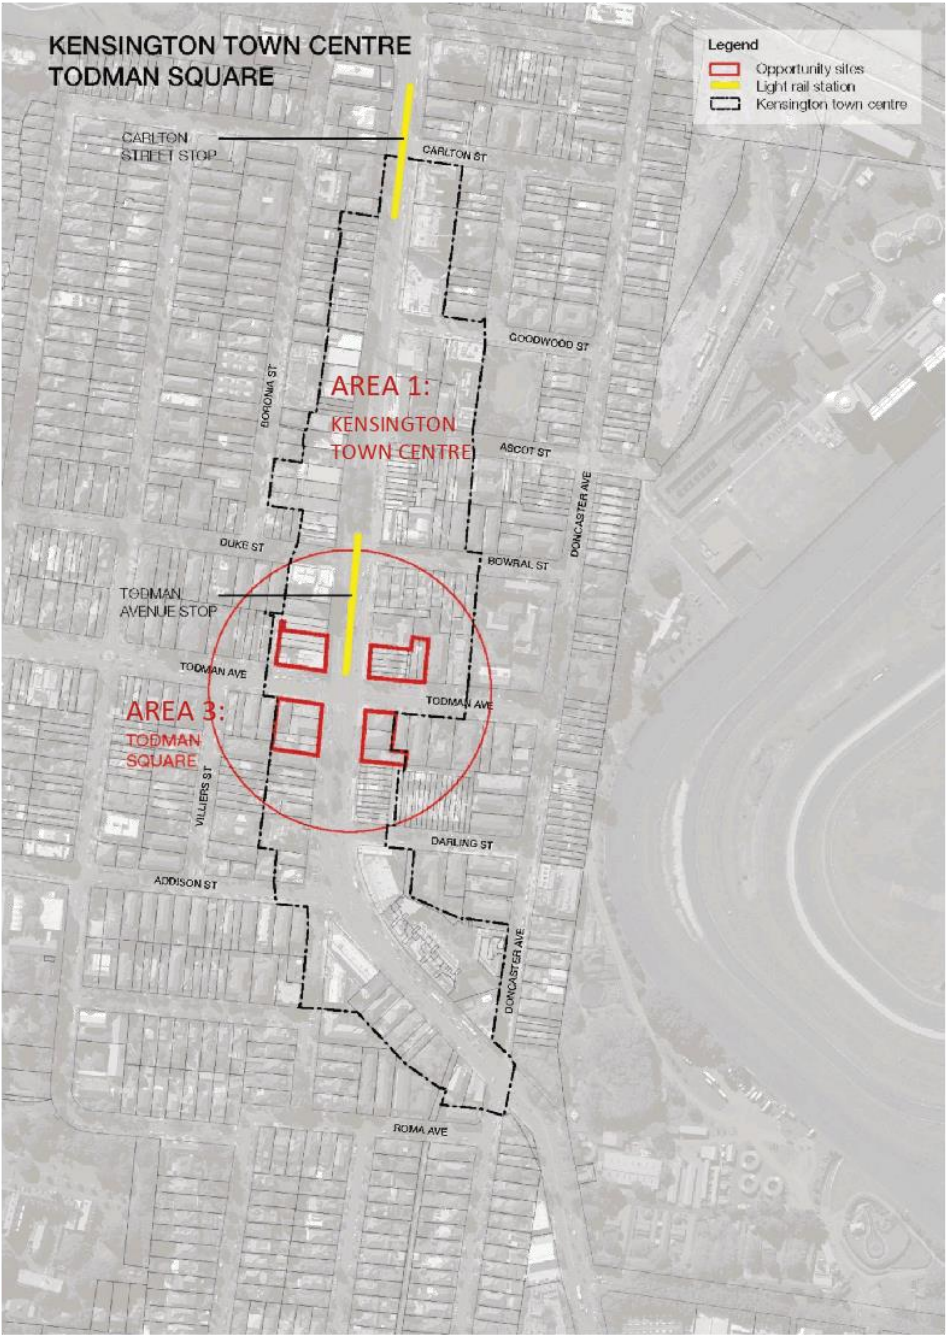 KENSINGTON TOWN CENTRE
TODMAN SQUARE
Legend
Opportunity sites
Light rail station
Kensington town centre
CARLTON
STREET STOP
CARLTON ST
GOODWOOD ST
BORONIA ST
AREA 1:
KENSINGTON
TOWN CENTRE
ASCOT ST
DONCASTER AVE
DUKE ST
BOWRAL ST
TODMAN
AVENUE STOP
TODMAN AVE
TODMAN AVE
AREA 3:
TODMAN
SQUARE
VILLIERS ST
DARLING ST
ADDISON ST
DONCASTER AVE
ROMA AVE